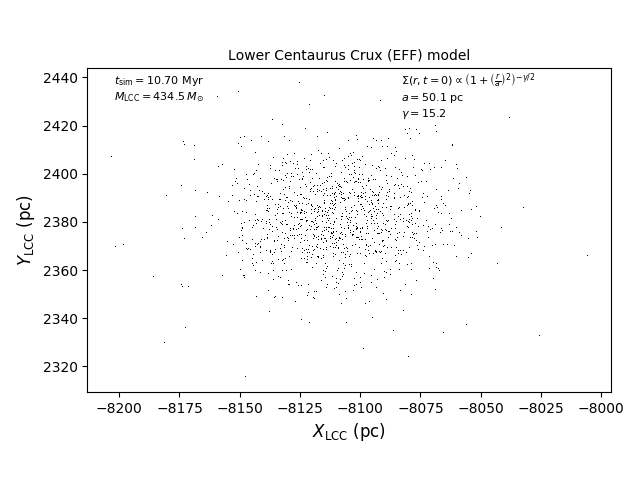 Lower Centaurus Crux (EFF) model
t_sim = 10.70 Myr
M_LCC = 434.5 M_⊙
Σ(r, t = 0) ∝ (1 + (r/a)²)^(−γ/2)
a = 50.1 pc
γ = 15.2
Y_LCC (pc)
2440
2420
2400
2380
2360
2340
2320
−8200 −8175 −8150 −8125 −8100 −8075 −8050 −8025 −8000
X_LCC (pc)